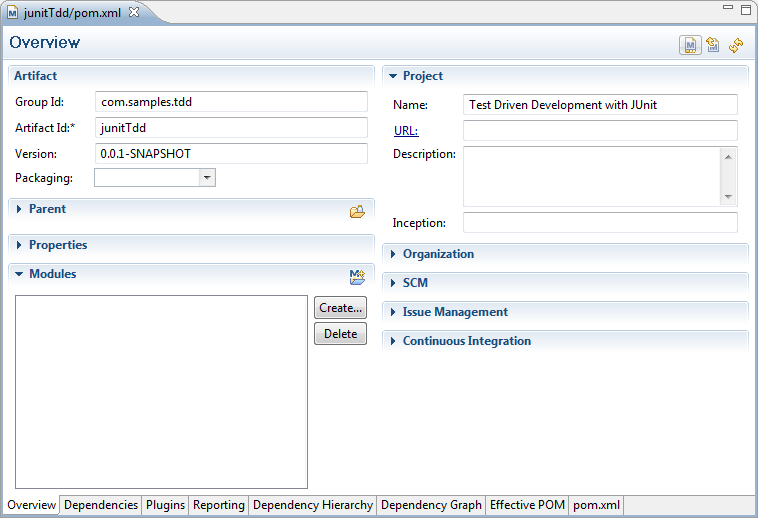 junitTdd/pom.xml
Overview
Artifact
Group Id: com.samples.tdd
Artifact Id:* junitTdd
Version: 0.0.1-SNAPSHOT
Packaging:
Parent
Properties
Modules
Create...
Delete
Project
Name: Test Driven Development with JUnit
URL:
Description:
Inception:
Organization
SCM
Issue Management
Continuous Integration
Overview Dependencies Plugins Reporting Dependency Hierarchy Dependency Graph Effective POM pom.xml